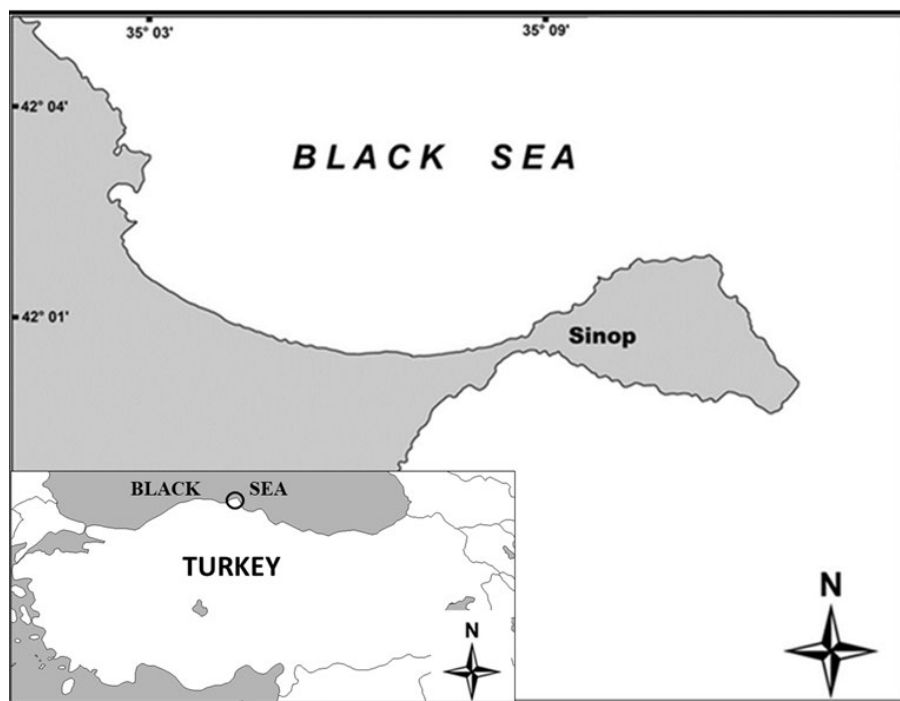 35° 03'
35° 09'
42° 04'
BLACK SEA
42° 01'
Sinop
BLACK SEA
TURKEY
N
N